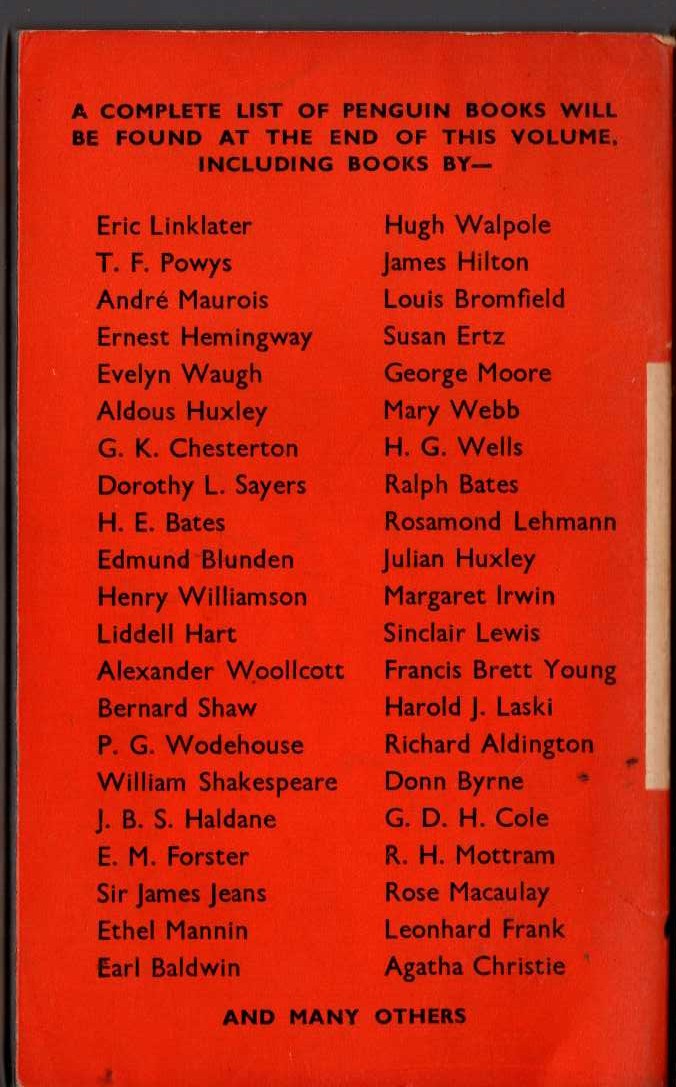 A COMPLETE LIST OF PENGUIN BOOKS WILL
BE FOUND AT THE END OF THIS VOLUME,
INCLUDING BOOKS BY—
Eric Linklater
T. F. Powys
André Maurois
Ernest Hemingway
Evelyn Waugh
Aldous Huxley
G. K. Chesterton
Dorothy L. Sayers
H. E. Bates
Edmund Blunden
Henry Williamson
Liddell Hart
Alexander Woollcott
Bernard Shaw
P. G. Wodehouse
William Shakespeare
J. B. S. Haldane
E. M. Forster
Sir James Jeans
Ethel Mannin
Earl Baldwin
Hugh Walpole
James Hilton
Louis Bromfield
Susan Ertz
George Moore
Mary Webb
H. G. Wells
Ralph Bates
Rosamond Lehmann
Julian Huxley
Margaret Irwin
Sinclair Lewis
Francis Brett Young
Harold J. Laski
Richard Aldington
Donn Byrne
G. D. H. Cole
R. H. Mottram
Rose Macaulay
Leonhard Frank
Agatha Christie
AND MANY OTHERS